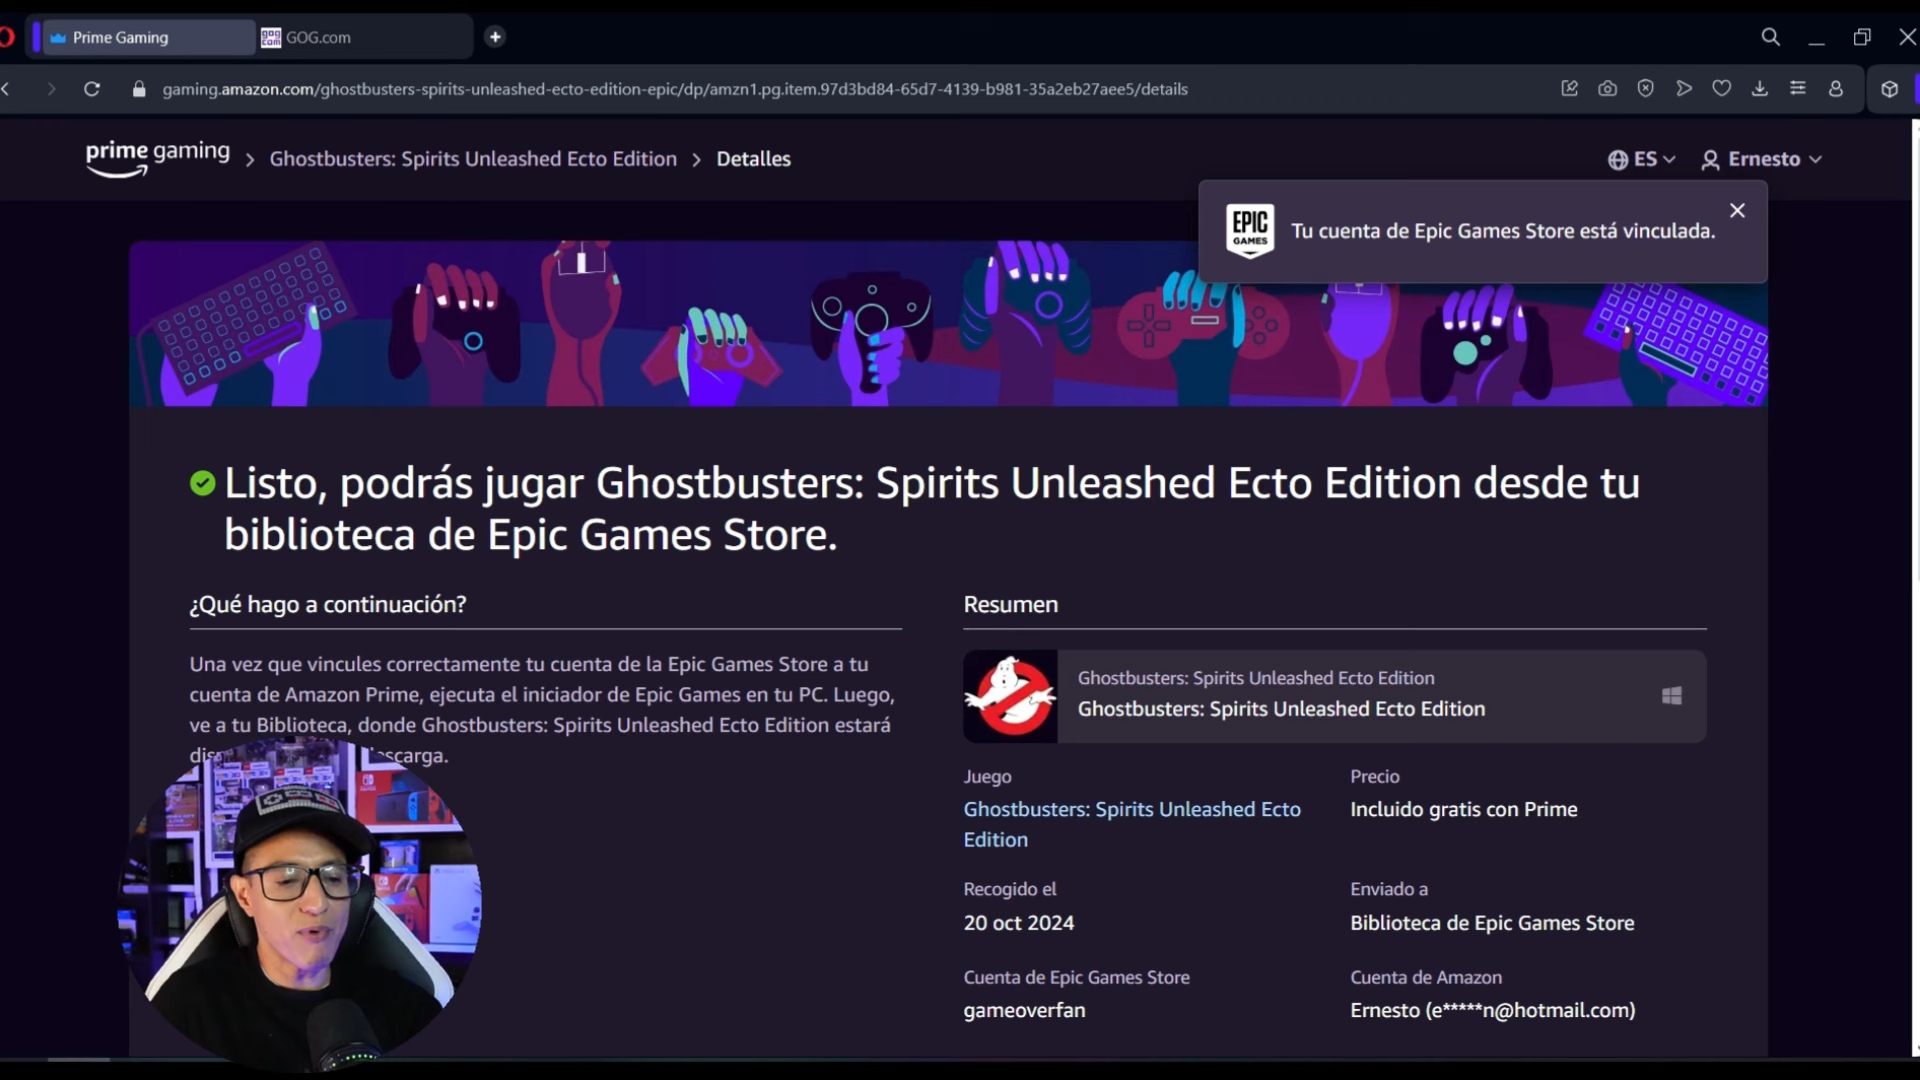 Prime Gaming
GOG.com
gaming.amazon.com/ghostbusters-spirits-unleashed-ecto-edition-epic/dp/amzn1.pg.item.97d3bd84-65d7-4139-b981-35a2eb27aee5/details
prime gaming
Ghostbusters: Spirits Unleashed Ecto Edition
Detalles
ES
Ernesto
EPIC
GAMES
Tu cuenta de Epic Games Store está vinculada.
Listo, podrás jugar Ghostbusters: Spirits Unleashed Ecto Edition desde tu
biblioteca de Epic Games Store.
¿Qué hago a continuación?
Una vez que vincules correctamente tu cuenta de la Epic Games Store a tu
cuenta de Amazon Prime, ejecuta el iniciador de Epic Games en tu PC. Luego,
ve a tu Biblioteca, donde Ghostbusters: Spirits Unleashed Ecto Edition estará
Resumen
Ghostbusters: Spirits Unleashed Ecto Edition
Ghostbusters: Spirits Unleashed Ecto Edition
Juego
Ghostbusters: Spirits Unleashed Ecto
Edition
Precio
Incluido gratis con Prime
Recogido el
20 oct 2024
Enviado a
Biblioteca de Epic Games Store
Cuenta de Epic Games Store
gameoverfan
Cuenta de Amazon
Ernesto (e*****n@hotmail.com)